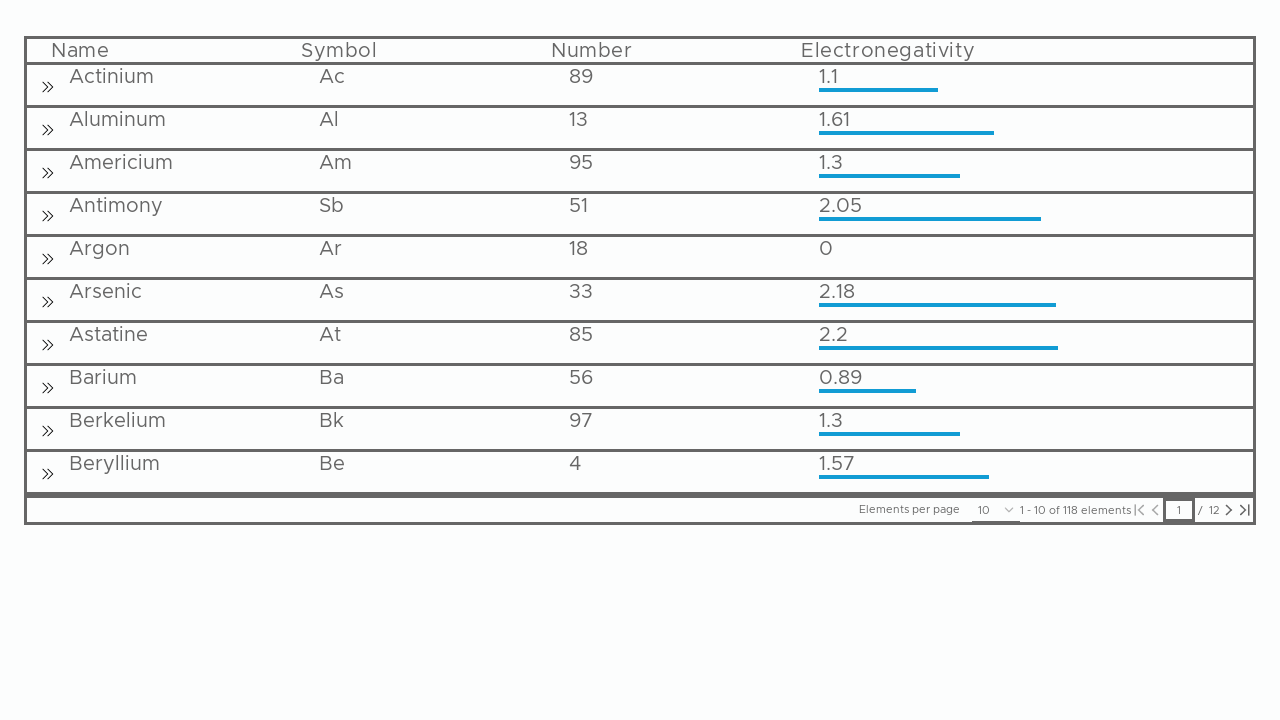 Name Symbol Number Electronegativity
Actinium Ac 89 1.1
Aluminum Al 13 1.61
Americium Am 95 1.3
Antimony Sb 51 2.05
Argon Ar 18 0
Arsenic As 33 2.18
Astatine At 85 2.2
Barium Ba 56 0.89
Berkelium Bk 97 1.3
Beryllium Be 4 1.57
Elements per page 10 1 - 10 of 118 elements 1 / 12